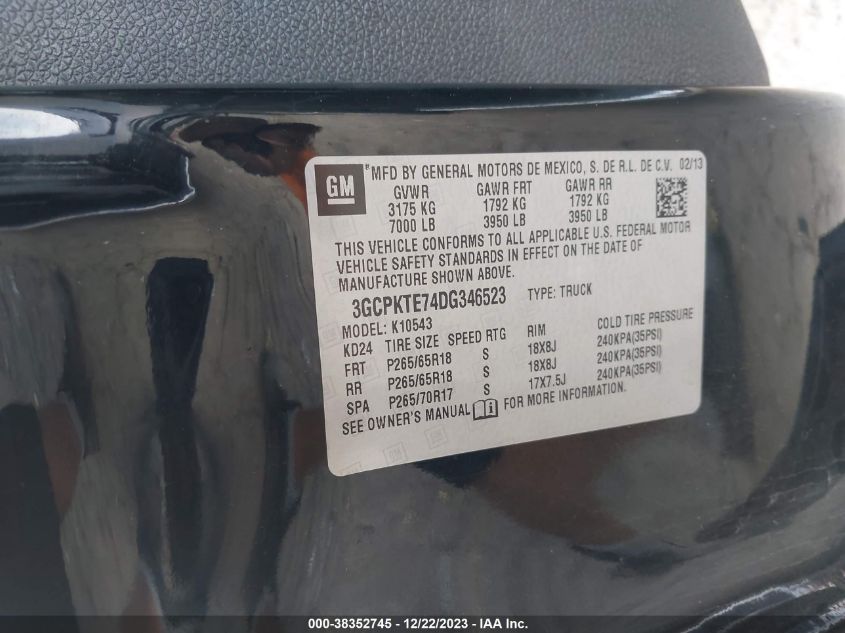 GM
"MFD BY GENERAL MOTORS DE MEXICO, S. DE R.L. DE C.V. 02/13
GVWR GAWR FRT GAWR RR
3175 KG 1792 KG 1792 KG
7000 LB 3950 LB 3950 LB
THIS VEHICLE CONFORMS TO ALL APPLICABLE U.S. FEDERAL MOTOR
VEHICLE SAFETY STANDARDS IN EFFECT ON THE DATE OF
MANUFACTURE SHOWN ABOVE.
3GCPKTE74DG346523 TYPE: TRUCK
MODEL: K10543
KD24 TIRE SIZE SPEED RTG RIM COLD TIRE PRESSURE
FRT P265/65R18 S 18X8J 240KPA(35PSI)
RR P265/65R18 S 18X8J 240KPA(35PSI)
SPA P265/70R17 S 17X7.5J 240KPA(35PSI)
SEE OWNER'S MANUAL FOR MORE INFORMATION.
000-38352745 - 12/22/2023 - IAA Inc.